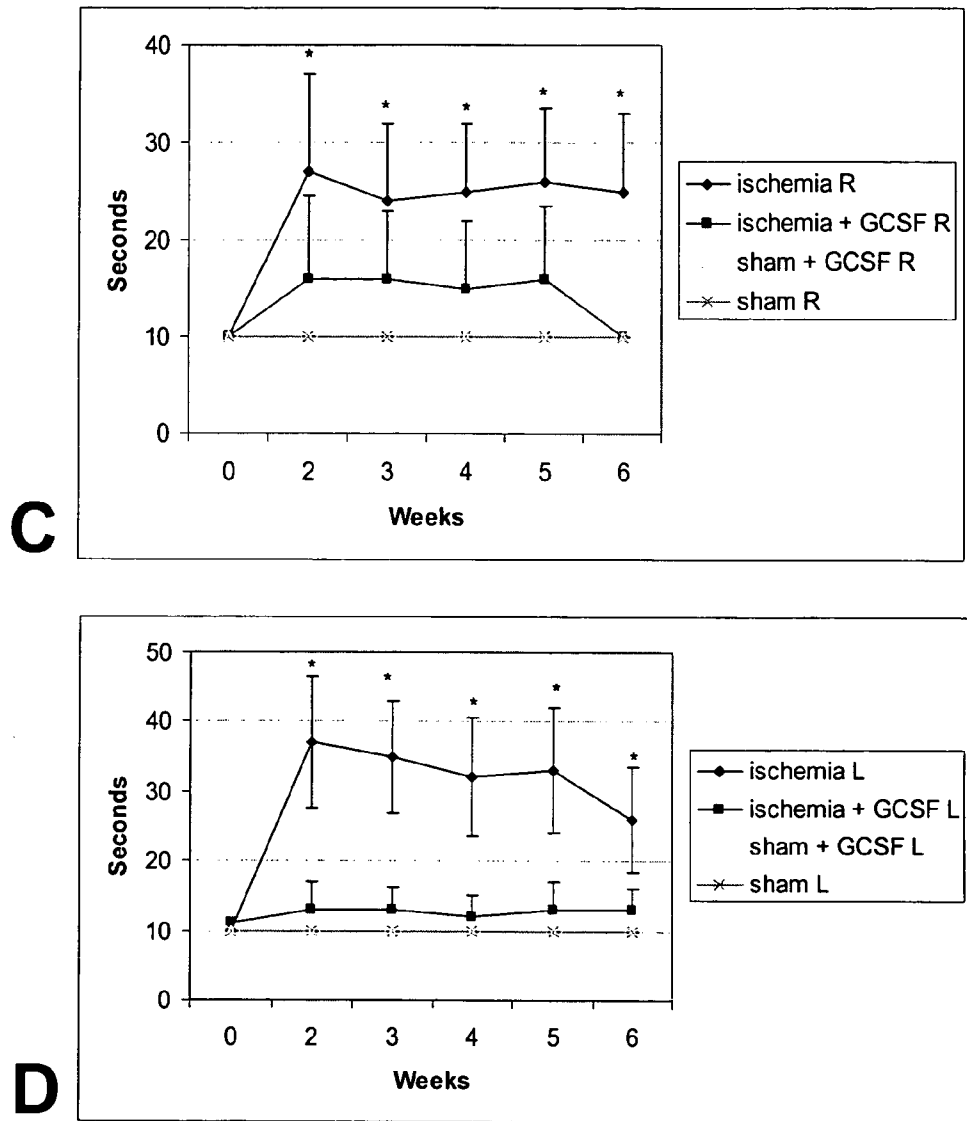 C
Seconds
40
30
20
10
0
* * * * *
0 2 3 4 5 6
Weeks
ischemia R
ischemia + GCSF R
sham + GCSF R
sham R
D
Seconds
50
40
30
20
10
0
* * * * *
0 2 3 4 5 6
Weeks
ischemia L
ischemia + GCSF L
sham + GCSF L
sham L